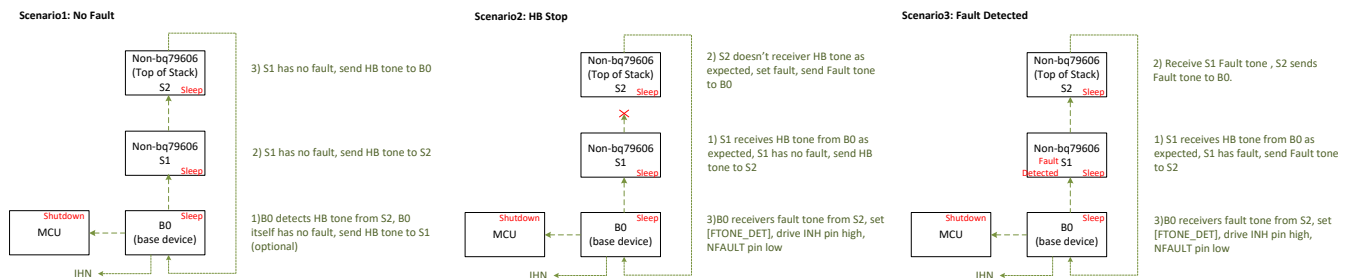 Scenario1: No Fault
Non-bq79606
(Top of Stack)
S2
Sleep
3) S1 has no fault, send HB tone to B0
Non-bq79606
S1
Sleep
2) S1 has no fault, send HB tone to S2
Shutdown
MCU
Sleep
B0
(base device)
1)B0 detects HB tone from S2, B0
itself has no fault, send HB tone to S1
(optional)
IHN
Scenario2: HB Stop
Non-bq79606
(Top of Stack)
S2
Sleep
2) S2 doesn't receiver HB tone as
expected, set fault, send Fault tone
to B0
Non-bq79606
S1
Sleep
1) S1 receives HB tone from B0 as
expected, S1 has no fault, send HB
tone to S2
Shutdown
MCU
Sleep
B0
(base device)
3)B0 receivers fault tone from S2, set
[FTONE_DET], drive INH pin high,
NFAULT pin low
IHN
Scenario3: Fault Detected
Non-bq79606
(Top of Stack)
S2
Sleep
2) Receive S1 Fault tone , S2 sends
Fault tone to B0.
Non-bq79606
S1
Fault
Detected
Sleep
1) S1 receives HB tone from B0 as
expected, S1 has fault, send Fault tone
to S2
Shutdown
MCU
Sleep
B0
(base device)
3)B0 receivers fault tone from S2, set
[FTONE_DET], drive INH pin high,
NFAULT pin low
IHN